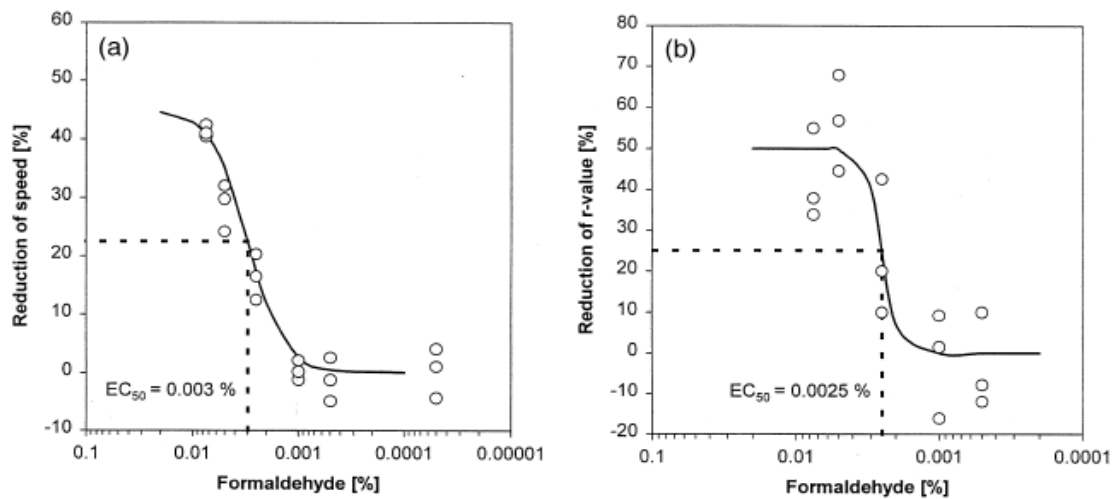 (a)
Reduction of speed [%]
60
50
40
30
20
10
0
-10
EC50 = 0.003 %
0.1 0.01 0.001 0.0001 0.00001
Formaldehyde [%]
(b)
Reduction of r-value [%]
80
70
60
50
40
30
20
10
0
-10
-20
EC50 = 0.0025 %
0.1 0.01 0.001 0.0001
Formaldehyde [%]